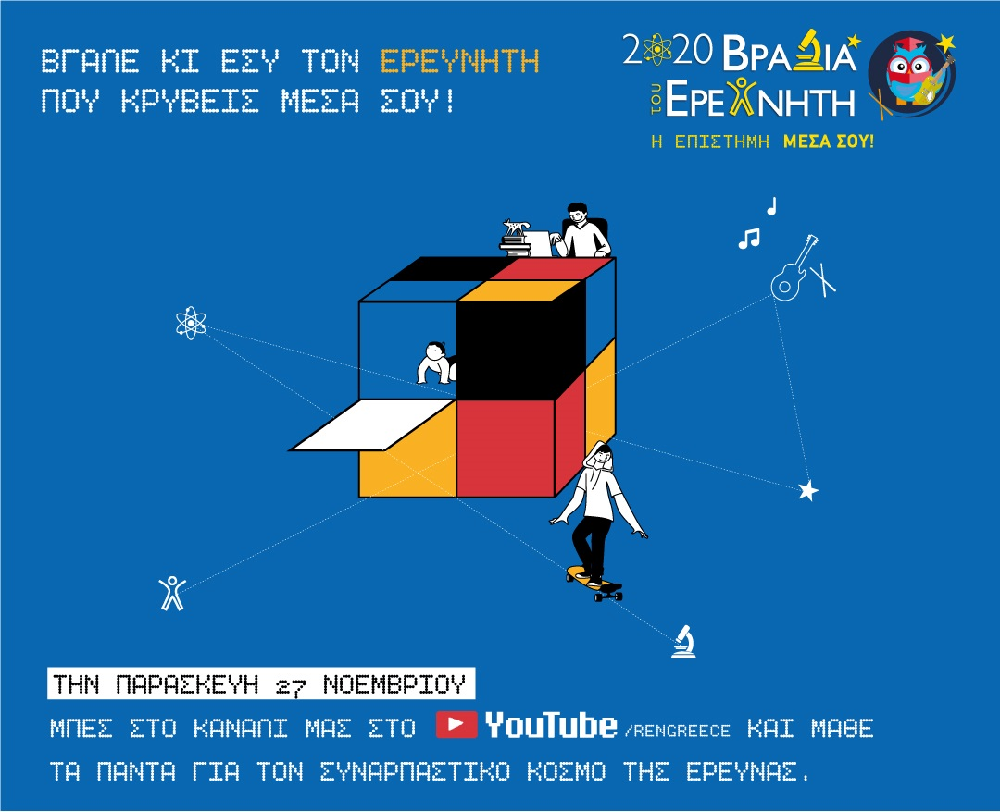 ΒΓΑΛΕ ΚΙ ΕΣΥ ΤΟΝ ΕΡΕΥΝΗΤΗ
ΠΟΥ ΚΡΥΒΕΙΣ ΜΕΣΑ ΣΟΥ!
2020 ΒΡΑΔΙΑ
του ΕΡΕΥΝΗΤΗ
Η ΕΠΙΣΤΗΜΗ ΜΕΣΑ ΣΟΥ!
ΤΗΝ ΠΑΡΑΣΚΕΥΗ 27 ΝΟΕΜΒΡΙΟΥ
ΜΠΕΣ ΣΤΟ ΚΑΝΑΛΙ ΜΑΣ ΣΤΟ YouTube /RENGREECE ΚΑΙ ΜΑΘΕ
ΤΑ ΠΑΝΤΑ ΓΙΑ ΤΟΝ ΣΥΝΑΡΠΑΣΤΙΚΟ ΚΟΣΜΟ ΤΗΣ ΕΡΕΥΝΑΣ.